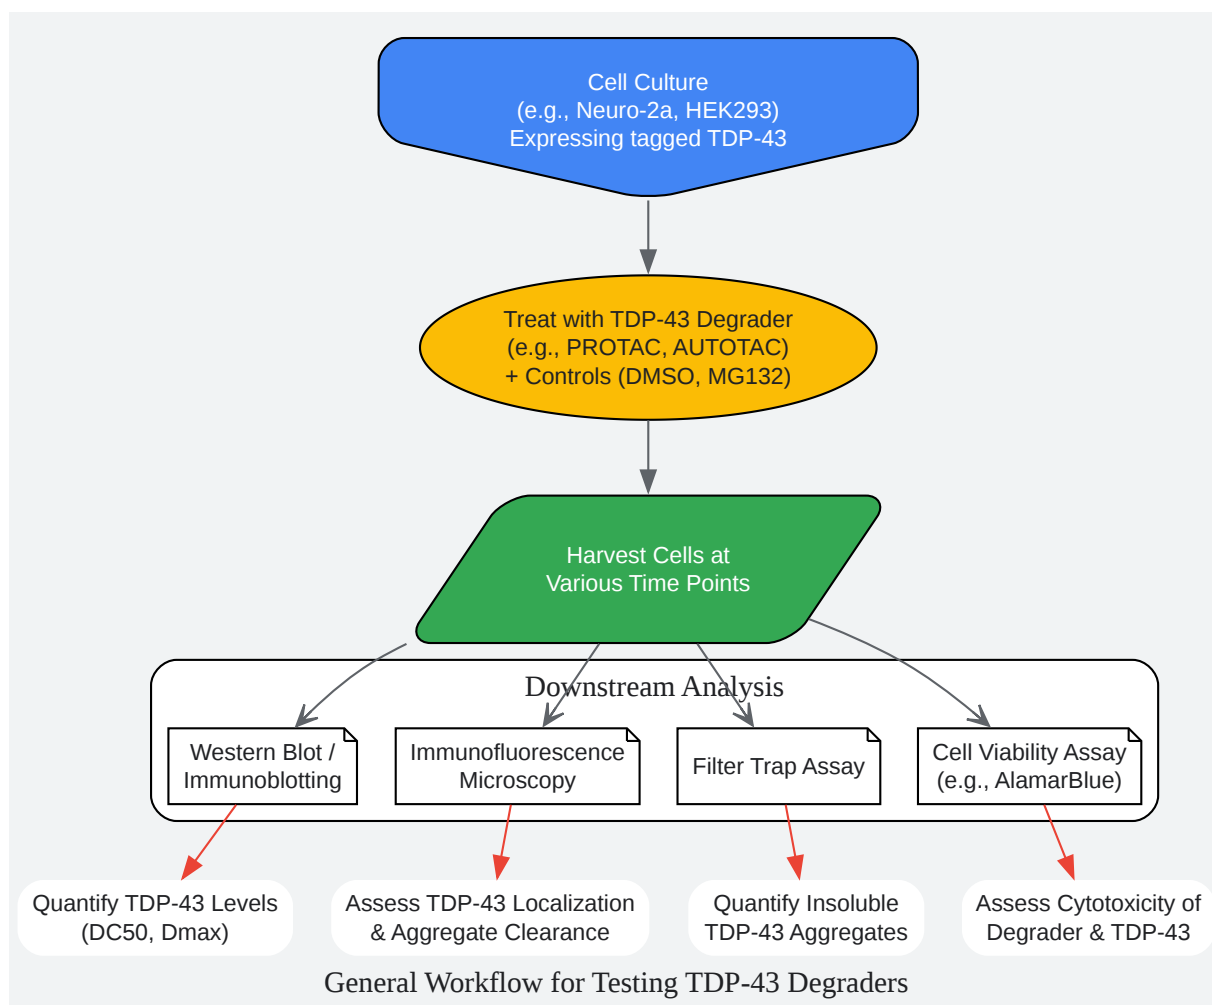 Cell Culture
(e.g., Neuro-2a, HEK293)
Expressing tagged TDP-43
Treat with TDP-43 Degrader
(e.g., PROTAC, AUTOTAC)
+ Controls (DMSO, MG132)
Harvest Cells at
Various Time Points
Downstream Analysis
Western Blot /
Immunoblotting
Immunofluorescence
Microscopy
Filter Trap Assay
Cell Viability Assay
(e.g., AlamarBlue)
Quantify TDP-43 Levels
(DC50, Dmax)
Assess TDP-43 Localization
& Aggregate Clearance
Quantify Insoluble
TDP-43 Aggregates
Assess Cytotoxicity of
Degrader & TDP-43
General Workflow for Testing TDP-43 Degraders